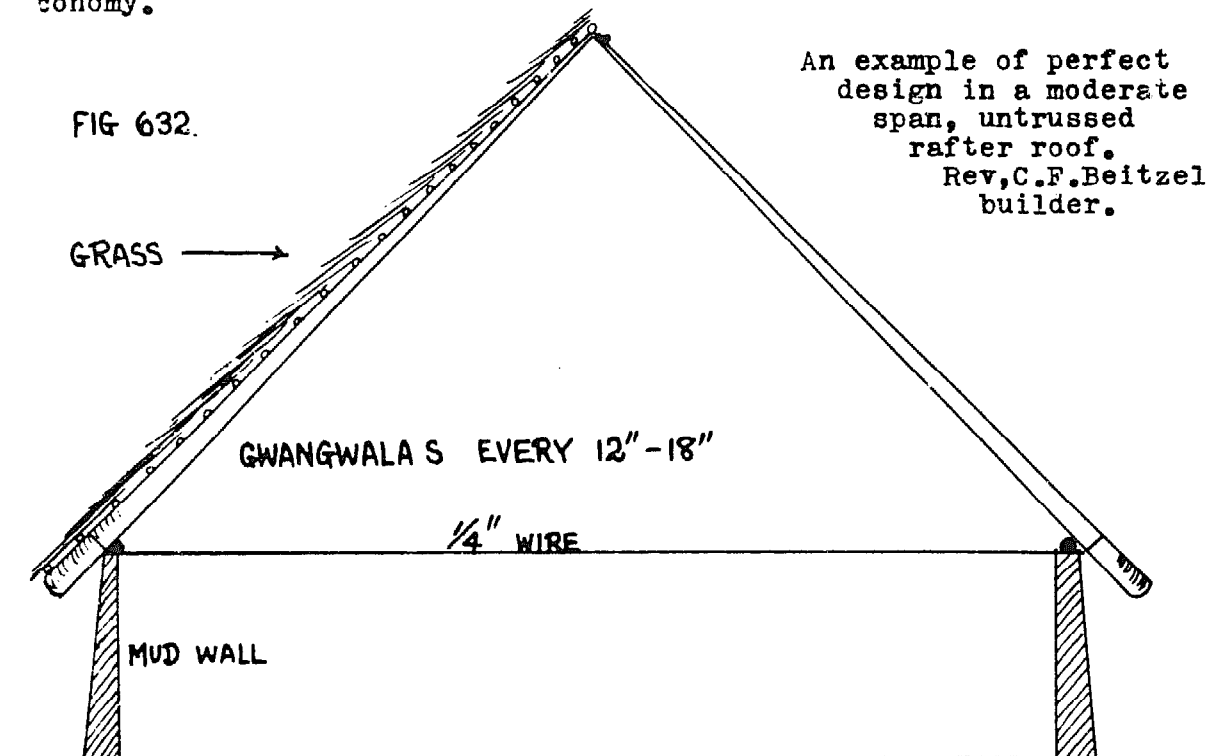 conomy.
An example of perfect
design in a moderate
span, untrussed
rafter roof.
Rev,C.F.Beitzel
builder.
FIG 632.
GRASS
GWANGWALA S EVERY 12"-18"
1/4" WIRE
MUD WALL